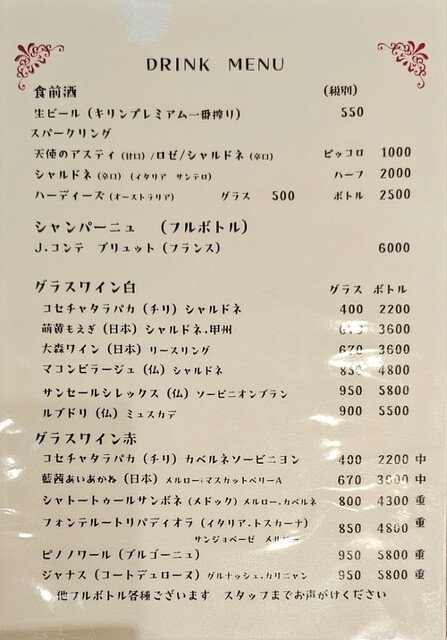 DRINK MENU
食前酒 (税別)
生ビール (キリンプレミアム一番搾り) 550
スパークリング
天使のアスティ (甘口) /ロゼ/シャルドネ (辛口) ピッコロ 1000
シャルドネ (辛口) (イタリア サンテロ) ハーフ 2000
ハーディーズ (オーストラリア) グラス 500 ボトル 2500
シャンパーニュ (フルボトル)
J.コンテ ブリュット (フランス) 6000
グラスワイン白 グラス ボトル
コセチャタラパカ (チリ) シャルドネ 400 2200
萌黄もえぎ (日本) シャルドネ.甲州 3600
大森ワイン (日本) リースリング 670 3600
マコンビラージュ (仏) シャルドネ 850 4800
サンセールシレックス (仏) ソービニオンブラン 950 5800
ルブドリ (仏) ミュスカデ 900 5500
グラスワイン赤
コセチャタラパカ (チリ) カベルネソービニヨン 400 2200 中
藍茜あいあかね (日本) メルロー.マスカットベリーA 670 3600 中
シャトートゥールサンボネ (メドック) メルロー.カベルネ 800 4300 重
フォンテルートリバディオラ (イタリア.トスカーナ) 850 4800 重
サンジョベーゼ メルロー
ピノノワール (ブルゴーニュ) 950 5800 重
ジャナス (コートデュローヌ) グルナッシュ.カリニャン 950 5800 重
他フルボトル各種ございます スタッフまでお声がけください